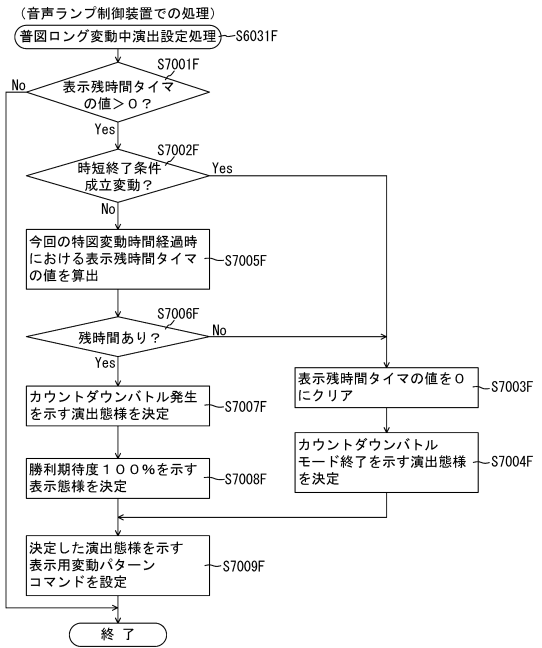 (音声ランプ制御装置での処理)
普図ロング変動中演出設定処理
S6031F
S7001F
表示残時間タイマ
の値>0?
No
Yes
S7002F
時短終了条件
成立変動?
Yes
No
今回の特図変動時間経過時
における表示残時間タイマ
の値を算出
S7005F
S7006F
残時間あり?
No
Yes
表示残時間タイマの値を0
にクリア
S7003F
カウントダウンバトル発生
を示す演出態様を決定
S7007F
カウントダウンバトル
モード終了を示す演出態様
を決定
S7004F
勝利期待度100%を示す
表示態様を決定
S7008F
決定した演出態様を示す
表示用変動パターン
コマンドを設定
S7009F
終 了